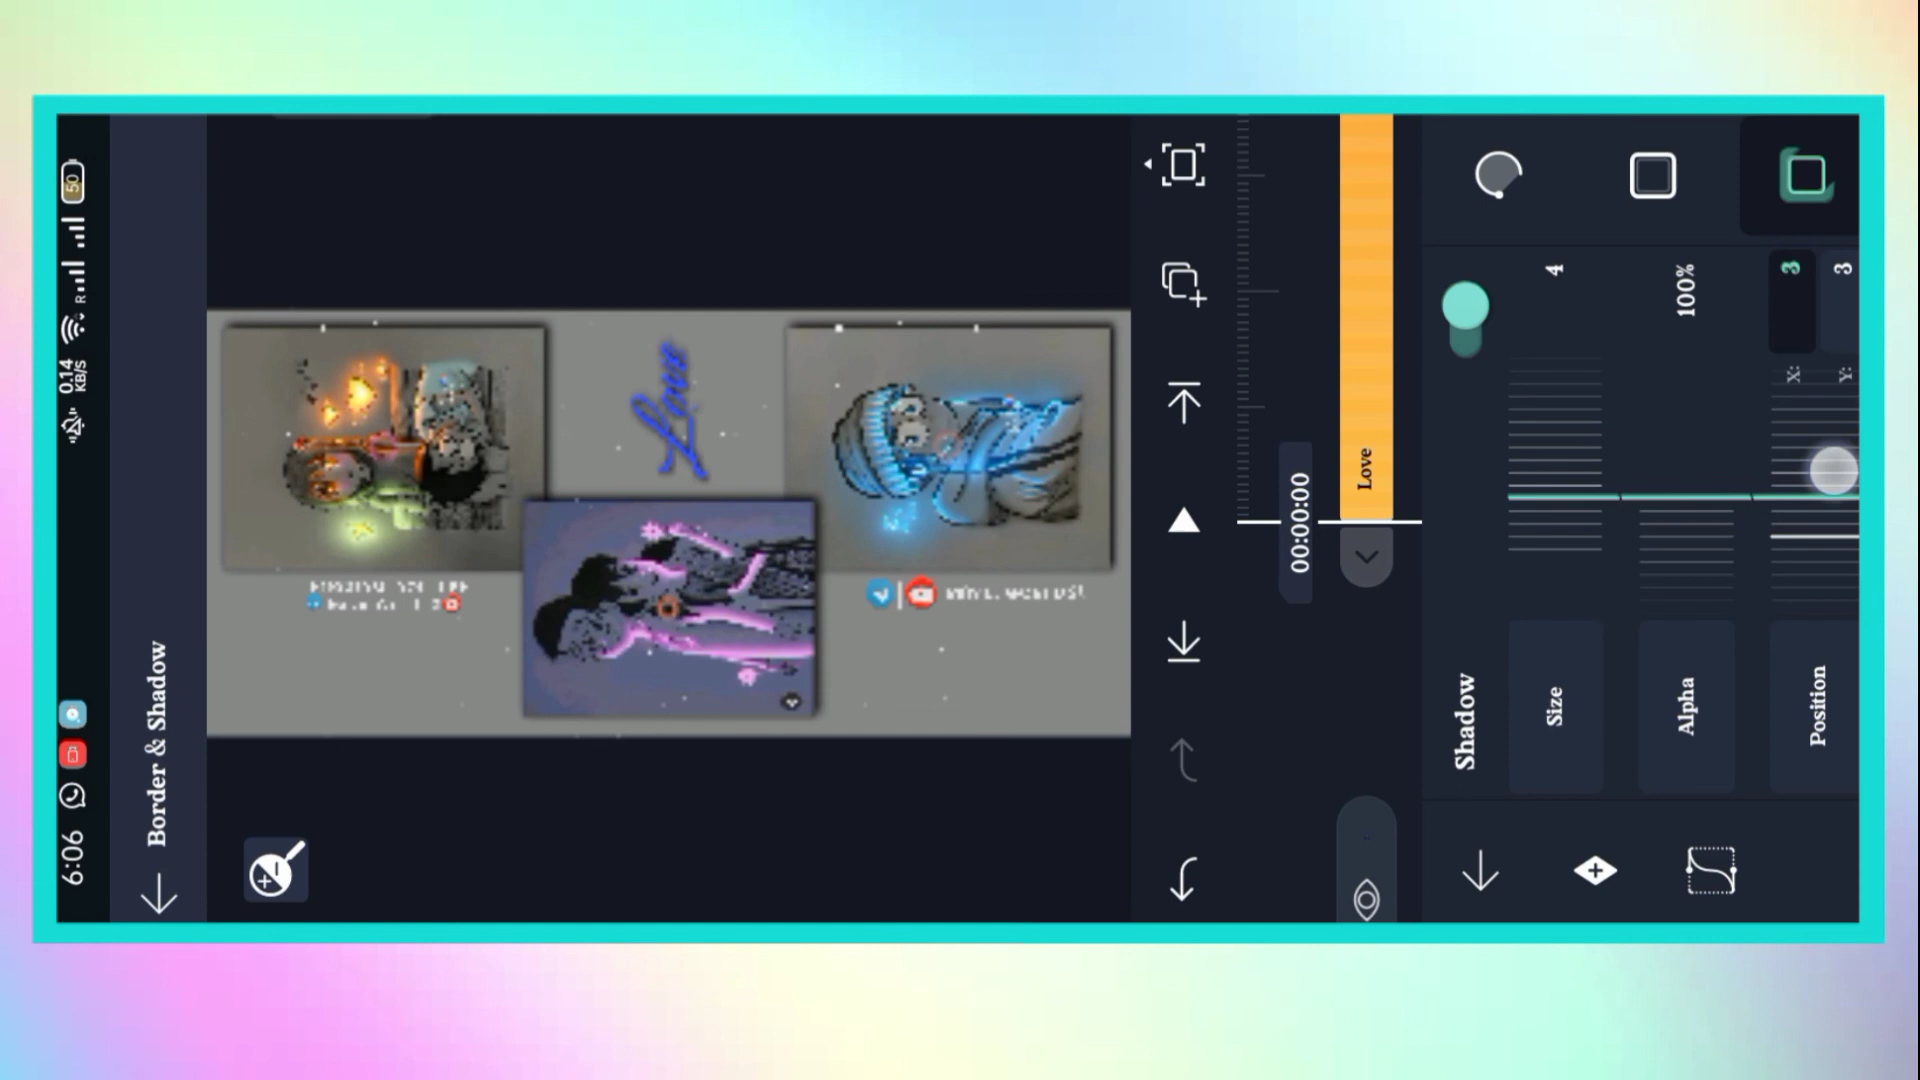 6:06
0.14
KB/S
R
50
Border & Shadow
Love
00:00:00
Love
Shadow
Size
4
Alpha
100%
Position
X:
3
Y:
3